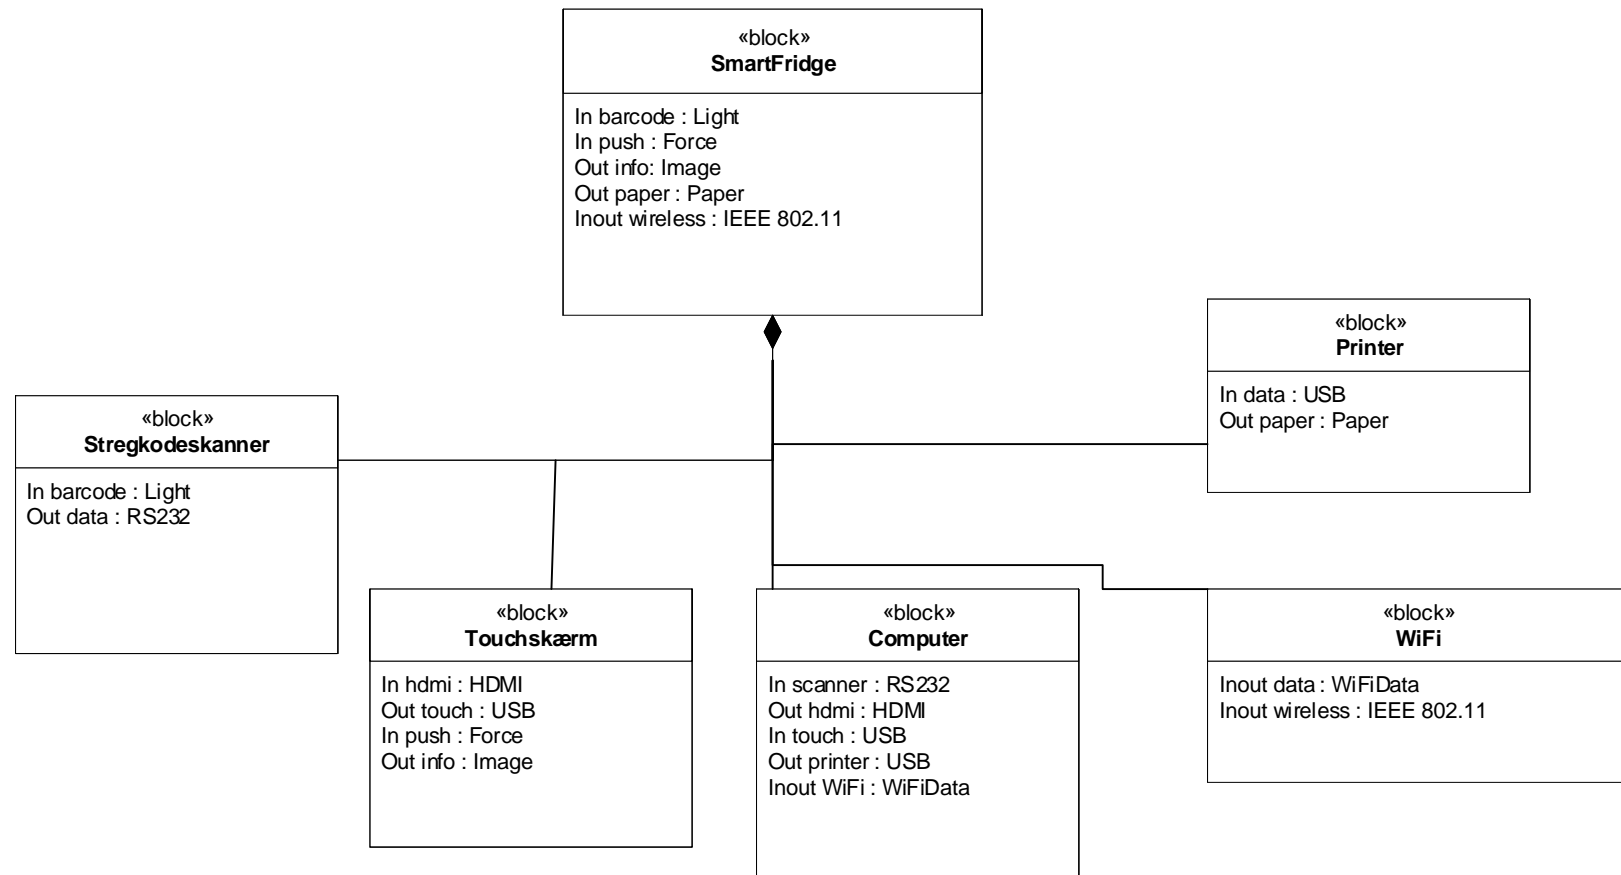 «block»
SmartFridge
In barcode : Light
In push : Force
Out info: Image
Out paper : Paper
Inout wireless : IEEE 802.11
«block»
Printer
In data : USB
Out paper : Paper
«block»
Stregkodeskanner
In barcode : Light
Out data : RS232
«block»
Touchskærm
In hdmi : HDMI
Out touch : USB
In push : Force
Out info : Image
«block»
Computer
In scanner : RS232
Out hdmi : HDMI
In touch : USB
Out printer : USB
Inout WiFi : WiFiData
«block»
WiFi
Inout data : WiFiData
Inout wireless : IEEE 802.11